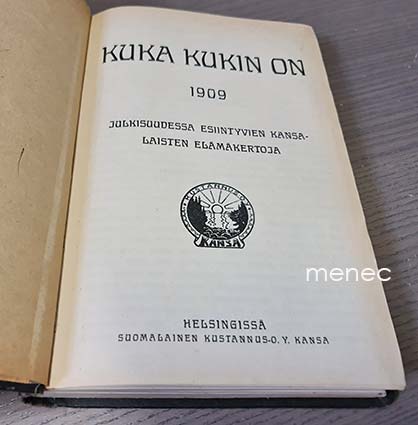 KUKA KUKIN ON
1909
JULKISUUDESSA ESIINTYVIEN KANSA-
LAISTEN ELÄMÄKERTOJA
KUSTANNUS-O.Y.
KANSA
menec
HELSINGISSÄ
SUOMALAINEN KUSTANNUS-O. Y. KANSA